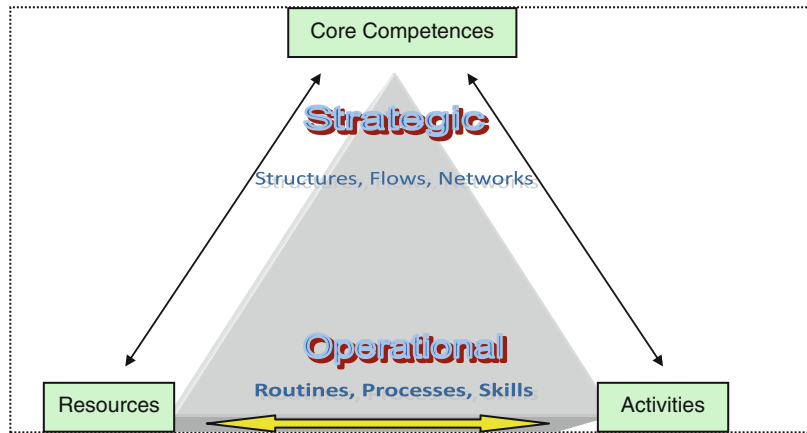 Core Competences
Strategic
Structures, Flows, Networks
Operational
Routines, Processes, Skills
Resources
Activities